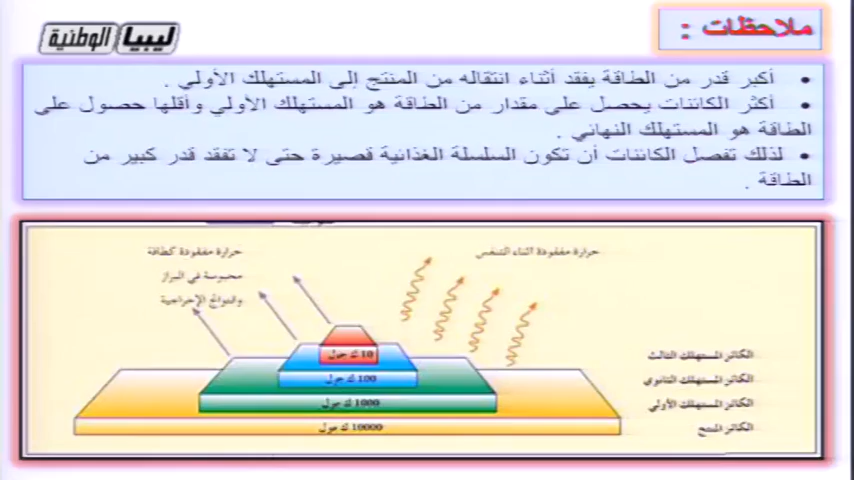 ملاحظات :
ليبيا الوطنية
• أكبر قدر من الطاقة يفقد أثناء انتقاله من المنتج إلى المستهلك الأولي .
• أكثر الكائنات يحصل على مقدار من الطاقة هو المستهلك الأولي وأقلها حصول على
الطاقة هو المستهلك النهائي .
• لذلك تفضل الكائنات أن تكون السلسلة الغذائية قصيرة حتى لا تفقد قدر كبير من
الطاقة .
حرارة مفقودة أثناء التنفس
حرارة مفقودة كطاقة
محبوسة في البراز
والنواتج الإخراجية
الكائن المستهلك الثالث
الكائن المستهلك الثانوي
الكائن المستهلك الأولي
الكائن المنتج
10 ك جول
100 ك جول
1000 ك جول
10000 ك جول